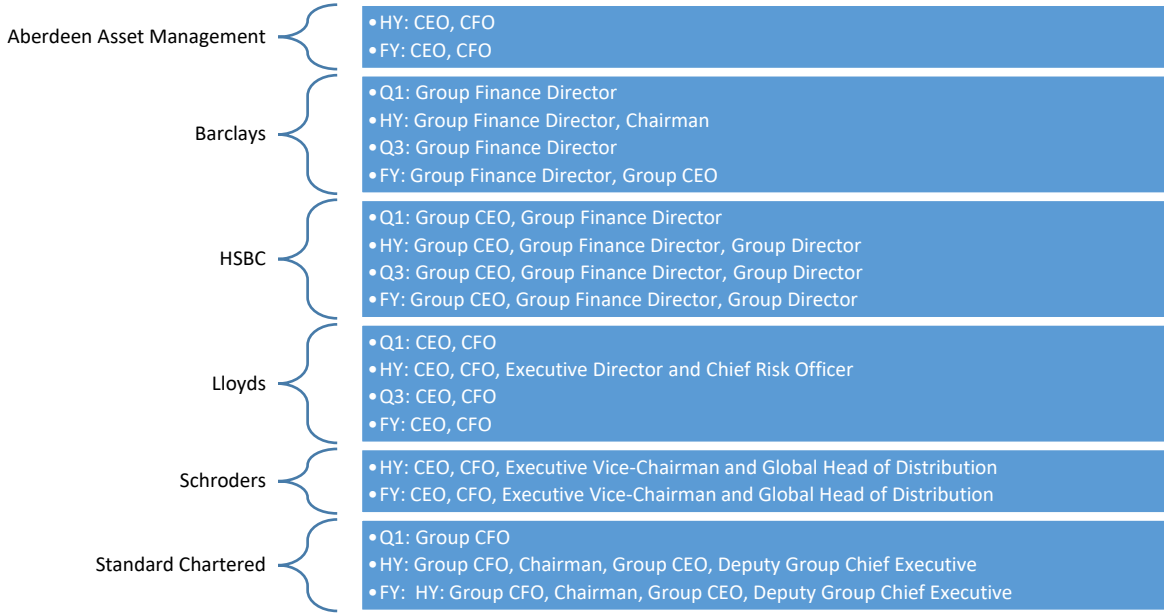 Aberdeen Asset Management
•HY: CEO, CFO
•FY: CEO, CFO
Barclays
•Q1: Group Finance Director
•HY: Group Finance Director, Chairman
•Q3: Group Finance Director
•FY: Group Finance Director, Group CEO
HSBC
•Q1: Group CEO, Group Finance Director
•HY: Group CEO, Group Finance Director, Group Director
•Q3: Group CEO, Group Finance Director, Group Director
•FY: Group CEO, Group Finance Director, Group Director
Lloyds
•Q1: CEO, CFO
•HY: CEO, CFO, Executive Director and Chief Risk Officer
•Q3: CEO, CFO
•FY: CEO, CFO
Schroders
•HY: CEO, CFO, Executive Vice-Chairman and Global Head of Distribution
•FY: CEO, CFO, Executive Vice-Chairman and Global Head of Distribution
Standard Chartered
•Q1: Group CFO
•HY: Group CFO, Chairman, Group CEO, Deputy Group Chief Executive
•FY:  HY: Group CFO, Chairman, Group CEO, Deputy Group Chief Executive